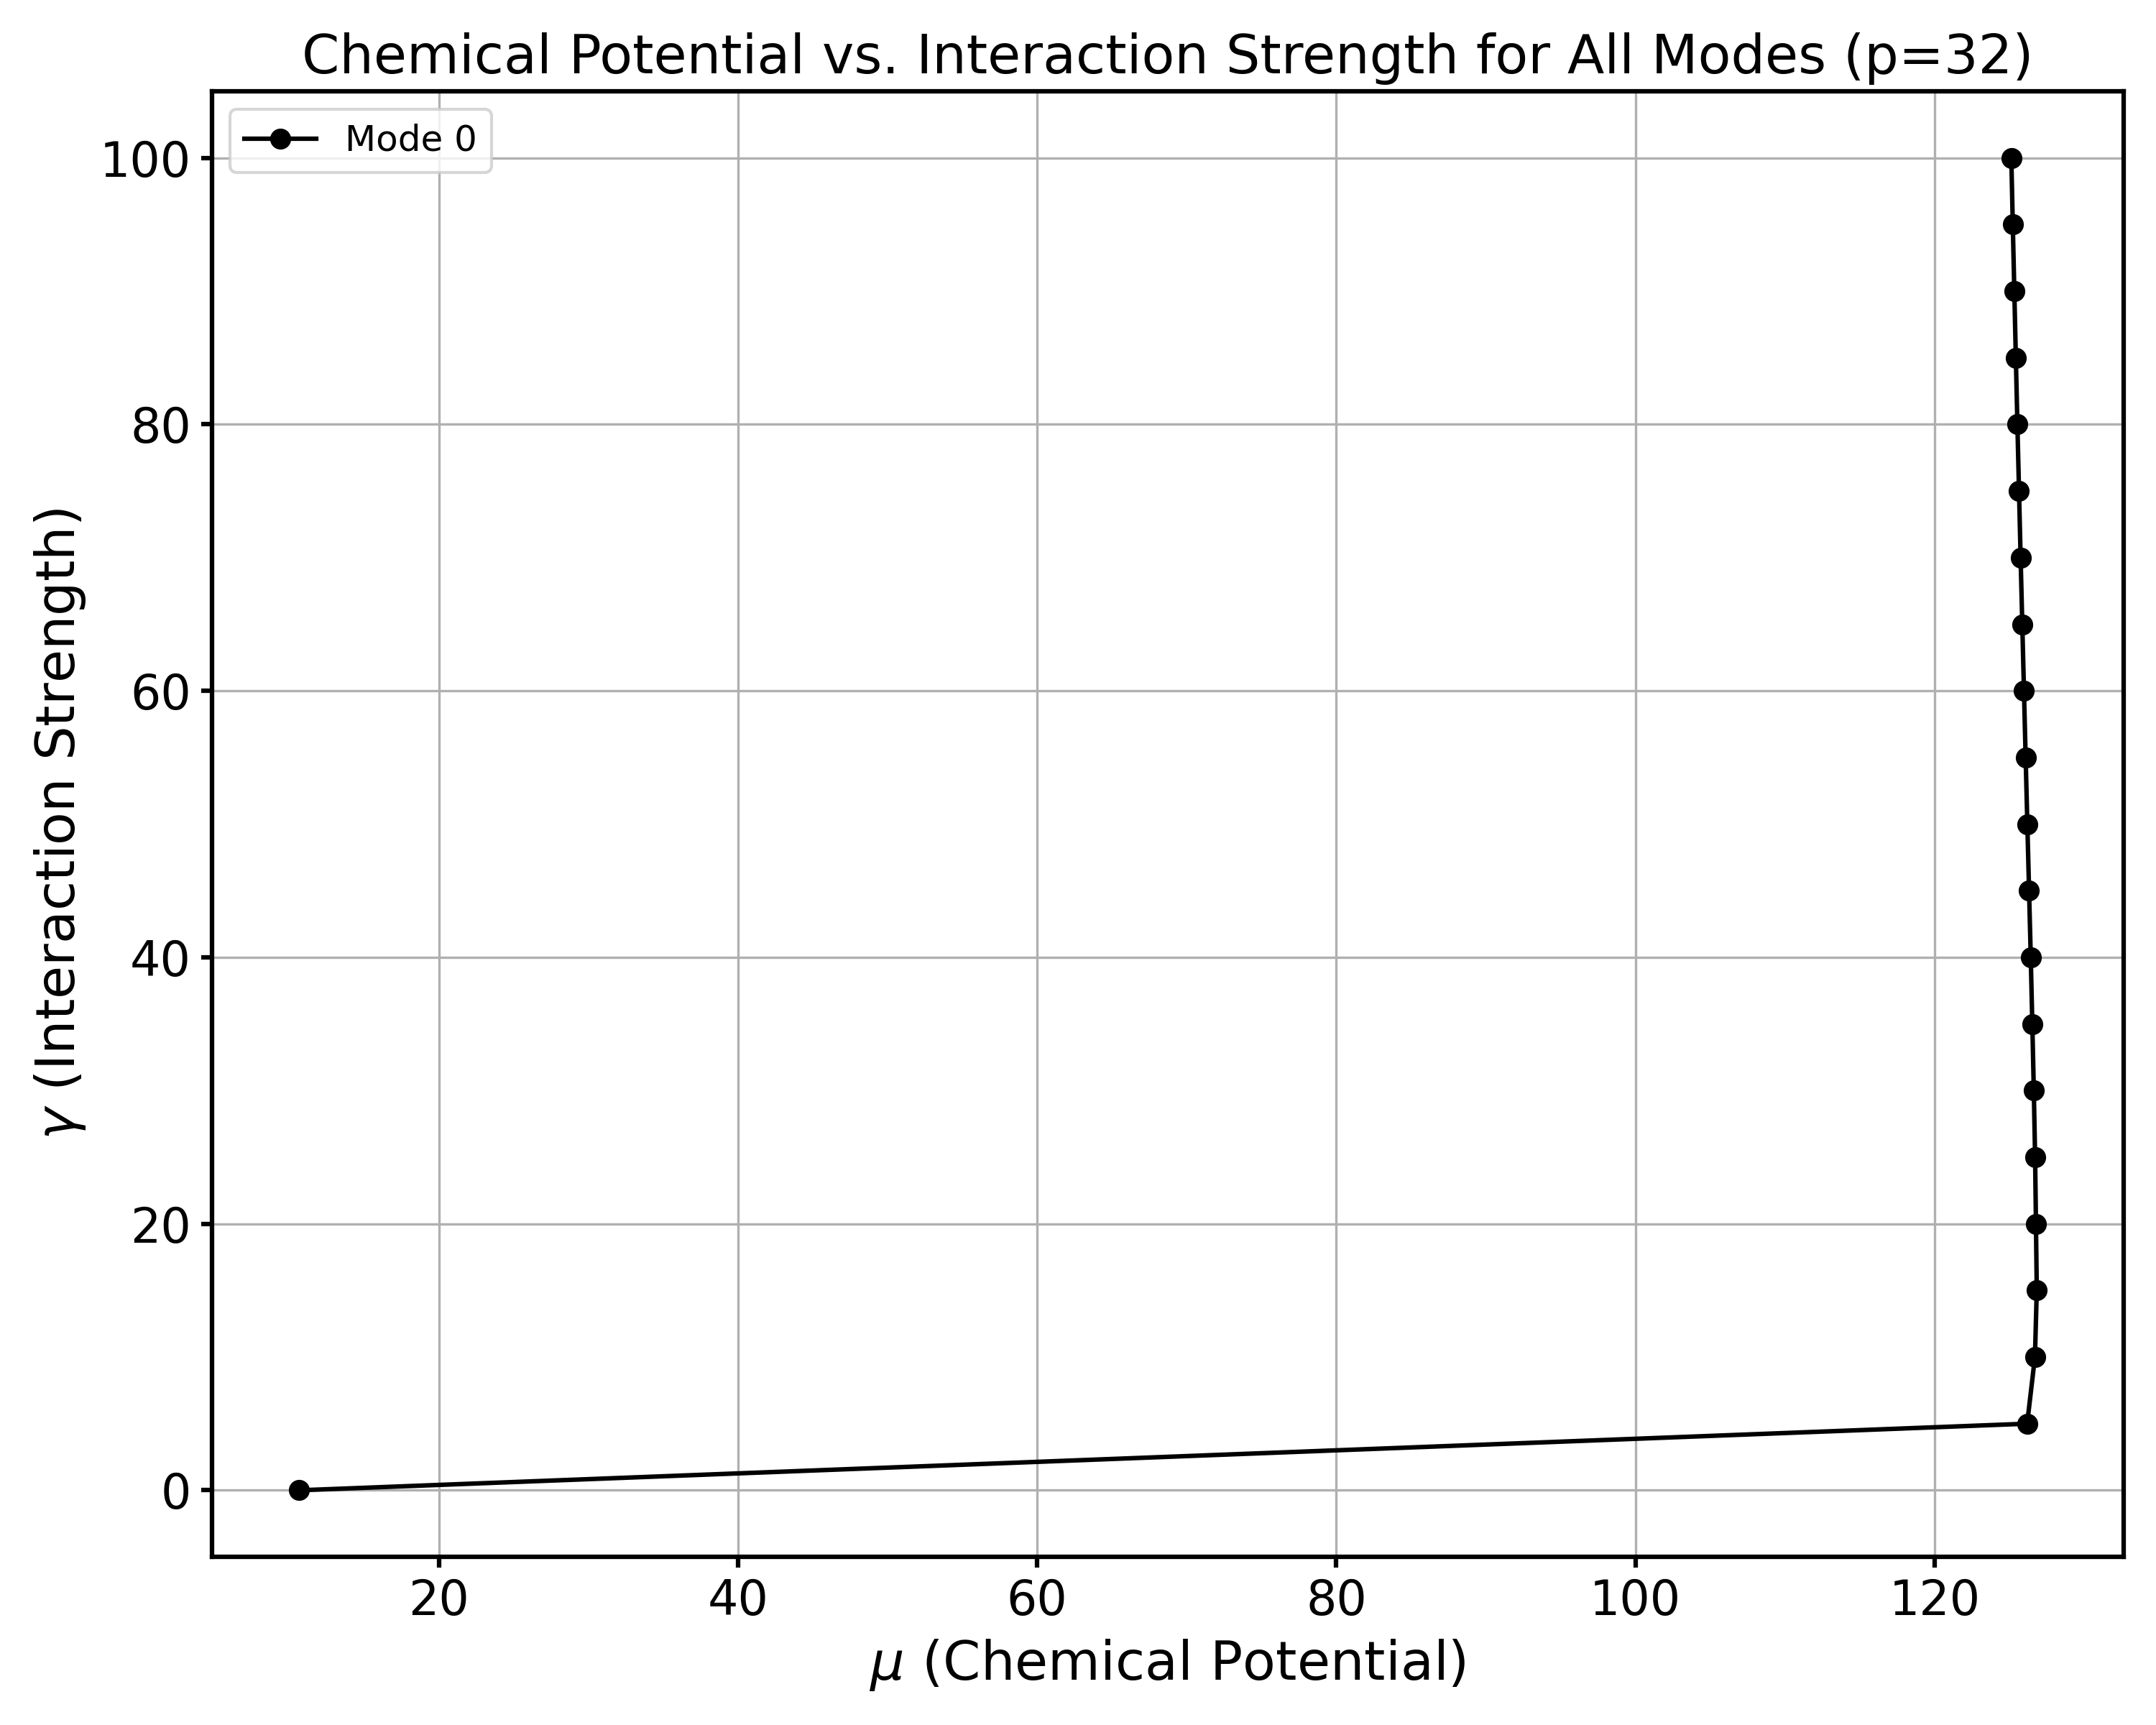 Chemical Potential vs. Interaction Strength for All Modes (p=32)
Mode 0
γ (Interaction Strength)
100
80
60
40
20
0
20 40 60 80 100 120
μ (Chemical Potential)